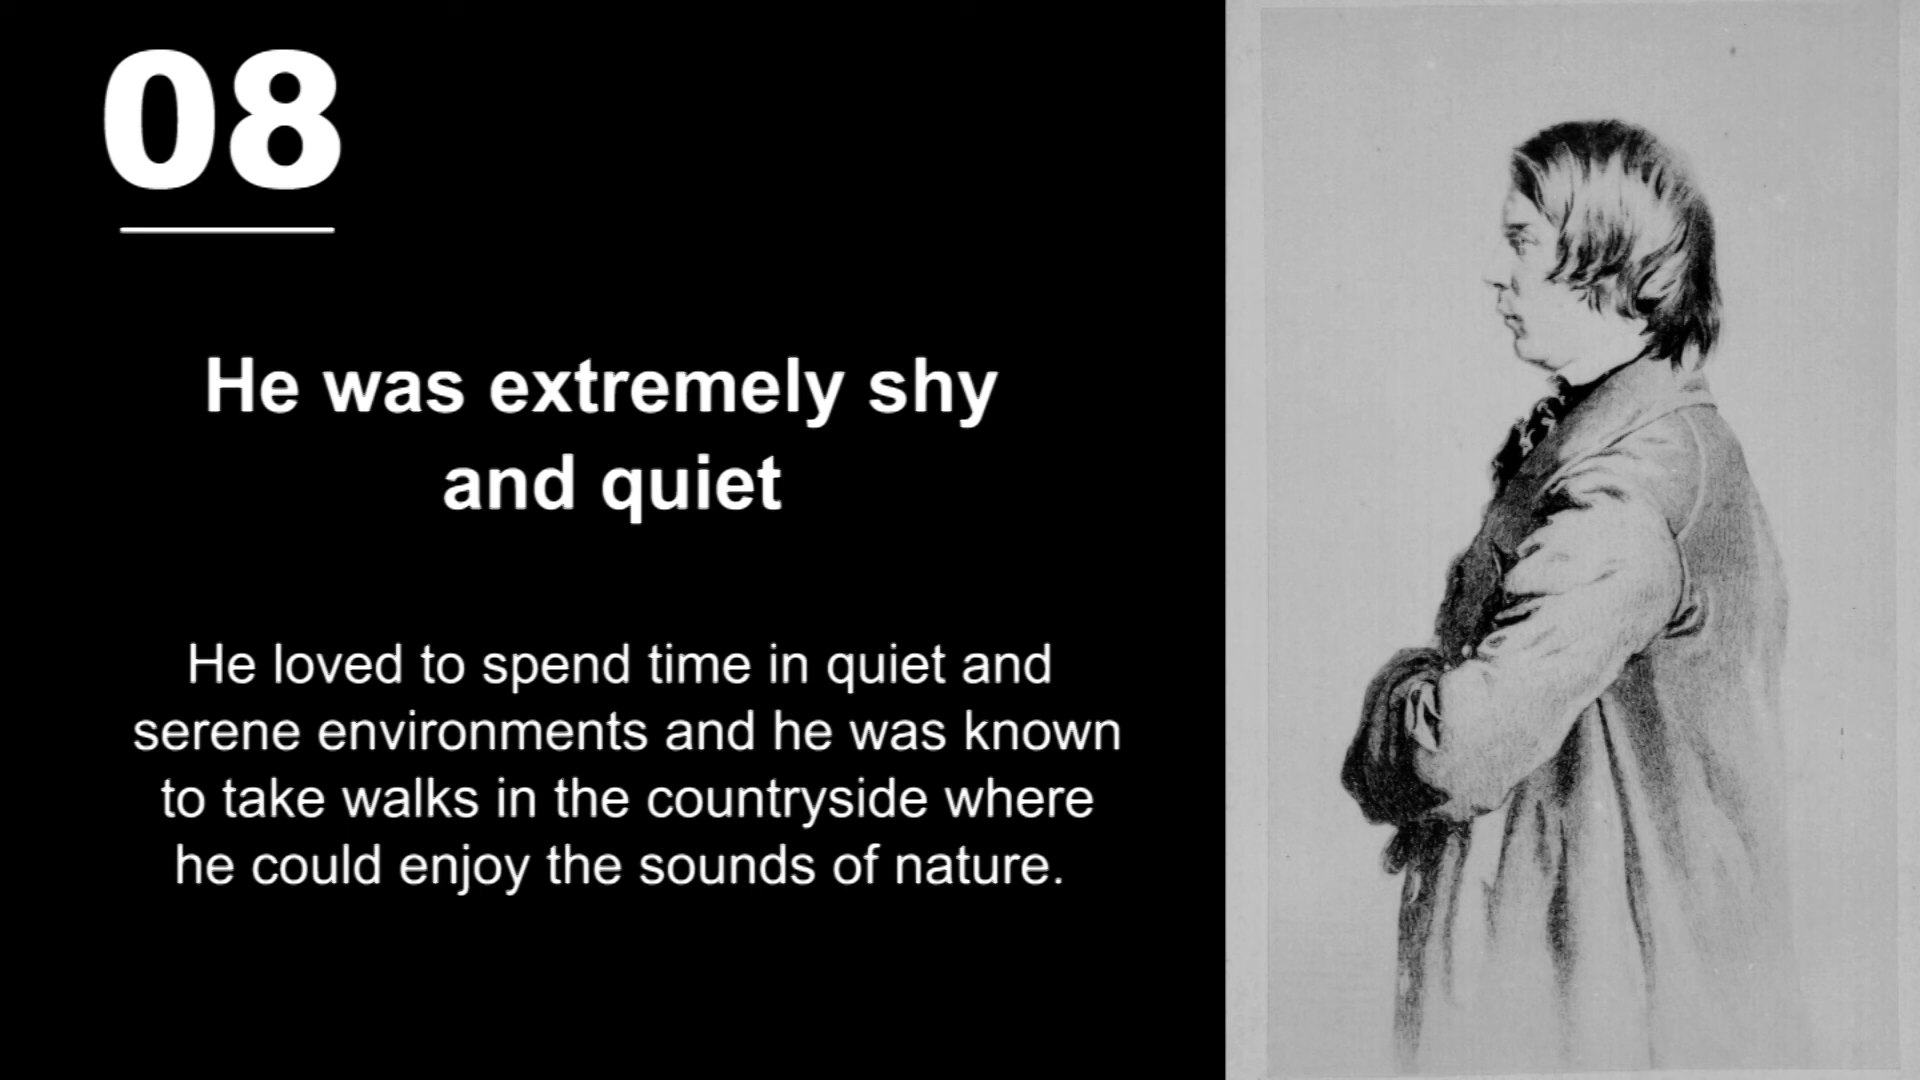 08
He was extremely shy
and quiet
He loved to spend time in quiet and
serene environments and he was known
to take walks in the countryside where
he could enjoy the sounds of nature.